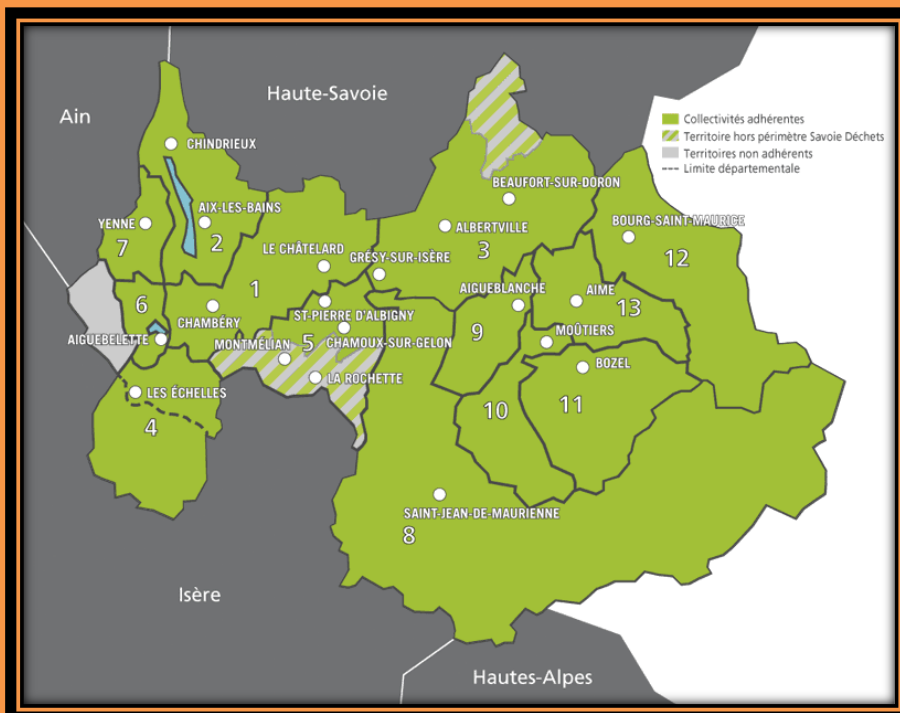 Haute-Savoie
Ain
Collectivités adhérentes
Territoire hors périmètre Savoie Déchets
Territoires non adhérents
Limite départementale
CHINDRIEUX
BEAUFORT-SUR-DORON
AIX-LES-BAINS
BOURG-SAINT-MAURICE
YENNE
ALBERTVILLE
7
2
3
12
LE CHÂTELARD
GRÉSY-SUR-ISÈRE
1
AIGUEBLANCHE
AIME
6
13
CHAMBÉRY
ST-PIERRE D'ALBIGNY
9
MOÛTIERS
AIGUEBELETTE
MONTMÉLIAN
5
CHAMOUX-SUR-GELON
BOZEL
LA ROCHETTE
LES ÉCHELLES
10
11
4
SAINT-JEAN-DE-MAURIENNE
8
Isère
Hautes-Alpes